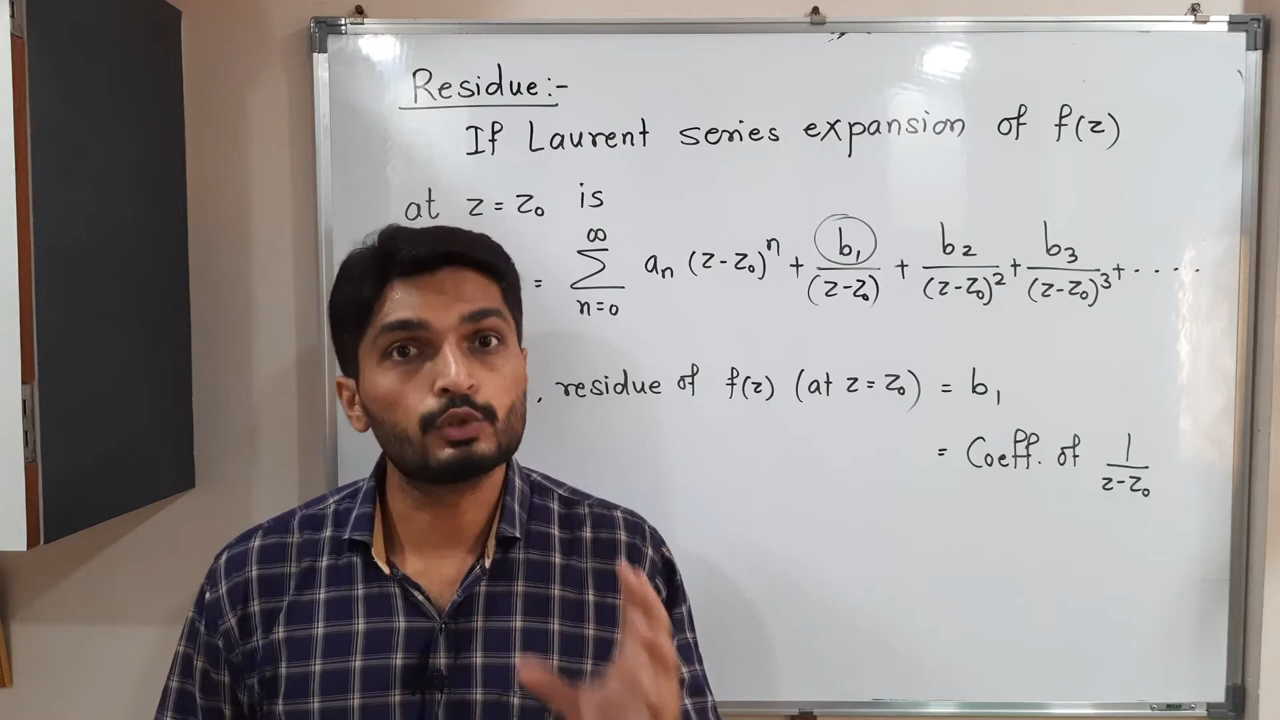 Residue:-
If Laurent series expansion of f(z)
at z = z₀ is
= ∞ ∑ n=0 aₙ (z-z₀)ⁿ + b₁/(z-z₀) + b₂/(z-z₀)² + b₃/(z-z₀)³ + .....
, residue of f(z) (at z = z₀) = b₁
= Coeff. of 1/z-z₀